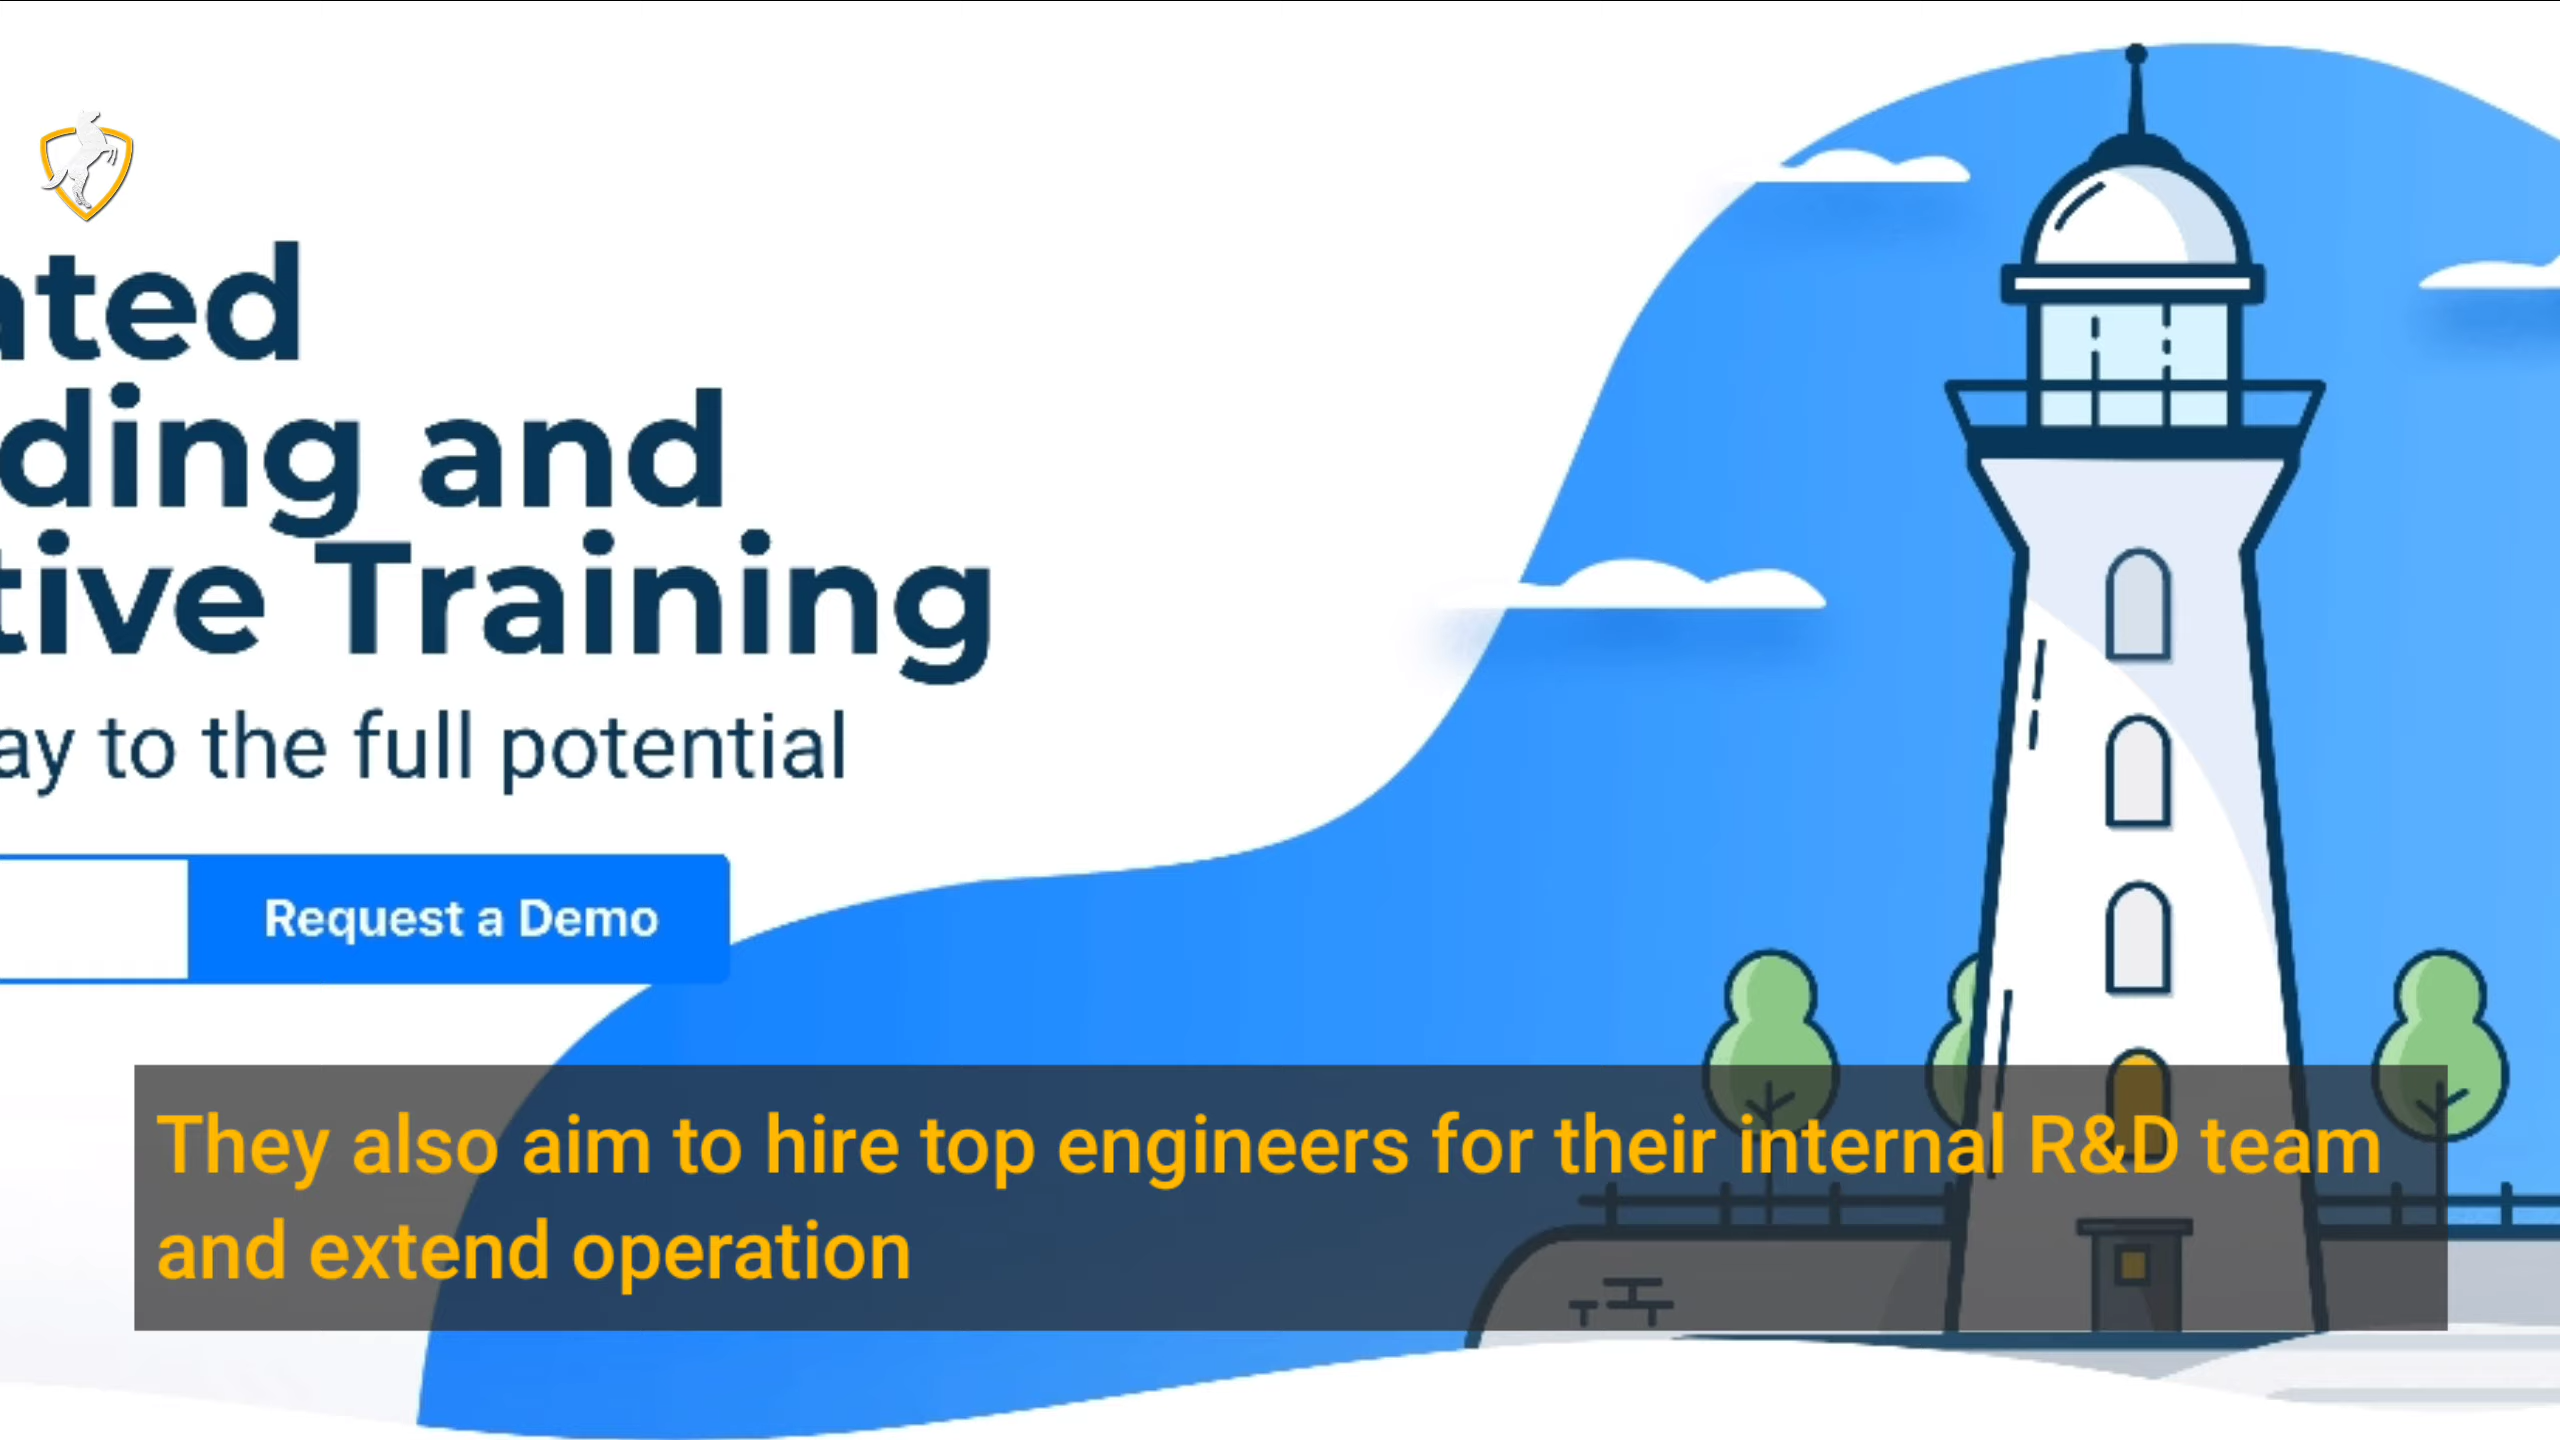 ated
ding and
tive Training
ay to the full potential
Request a Demo
They also aim to hire top engineers for their internal R&D team
and extend operation